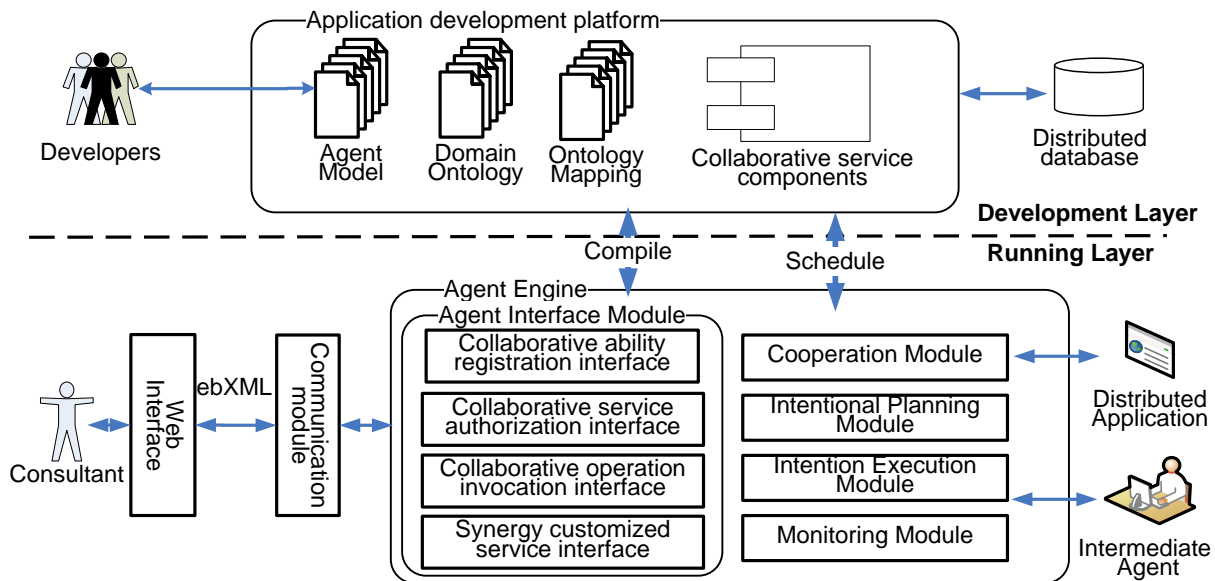 Application development platform
Developers
Agent
Model
Domain
Ontology
Ontology
Mapping
Collaborative service
components
Distributed
database
Development Layer
Running Layer
Compile
Schedule
Agent Engine
Agent Interface Module
Collaborative ability
registration interface
Collaborative service
authorization interface
Collaborative operation
invocation interface
Synergy customized
service interface
Cooperation Module
Intentional Planning
Module
Intention Execution
Module
Monitoring Module
Consultant
Web
Interface
ebXML
Communication
module
Distributed
Application
Intermediate
Agent